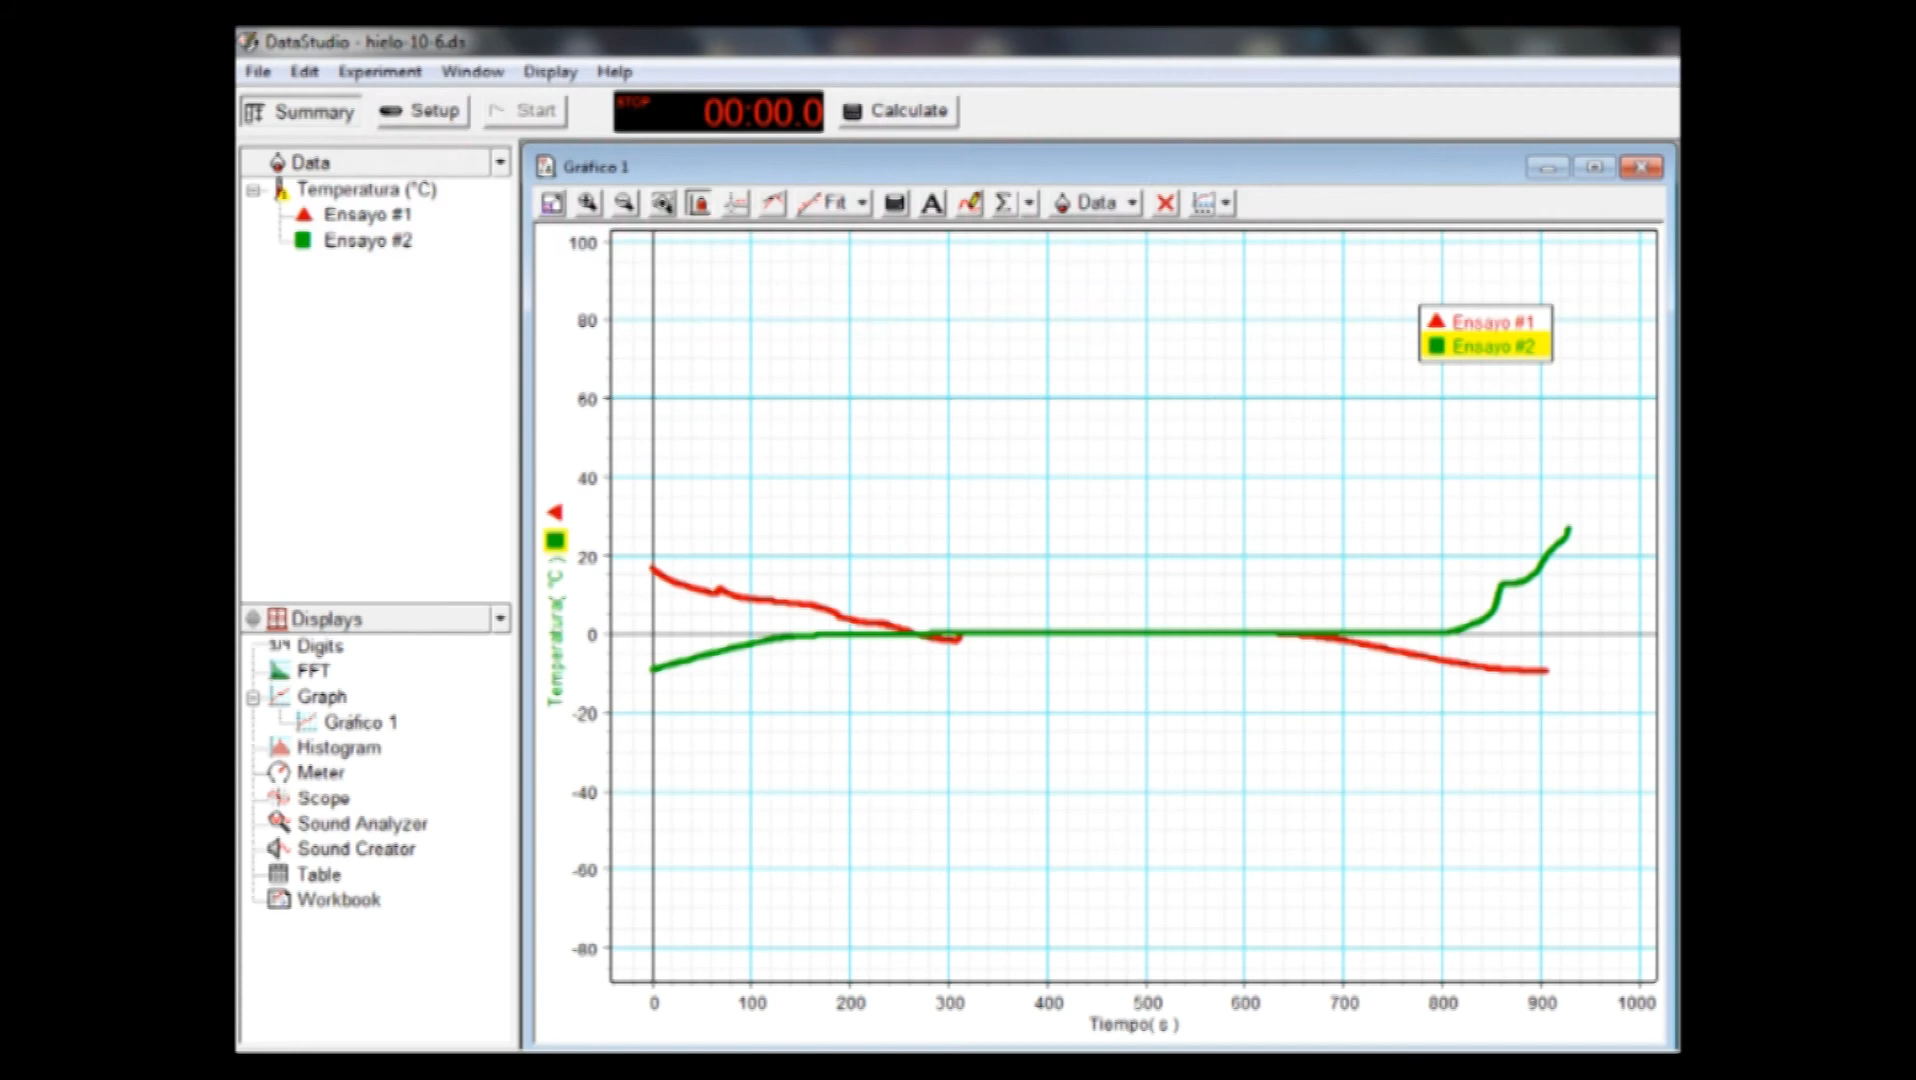 DataStudio - hielo-10-6.ds
File Edit Experiment Window Display Help
Summary Setup Start STOP 00:00.0 Calculate
Data
Temperatura (°C)
Ensayo #1
Ensayo #2
Displays
3.14 Digits
FFT
Graph
Gráfico 1
Histogram
Meter
Scope
Sound Analyzer
Sound Creator
Table
Workbook
Gráfico 1
Fit A Σ Data
100
80
60
40
20
0
-20
-40
-60
-80
Temperatura( °C )
Ensayo #1
Ensayo #2
0 100 200 300 400 500 600 700 800 900 1000
Tiempo( s )